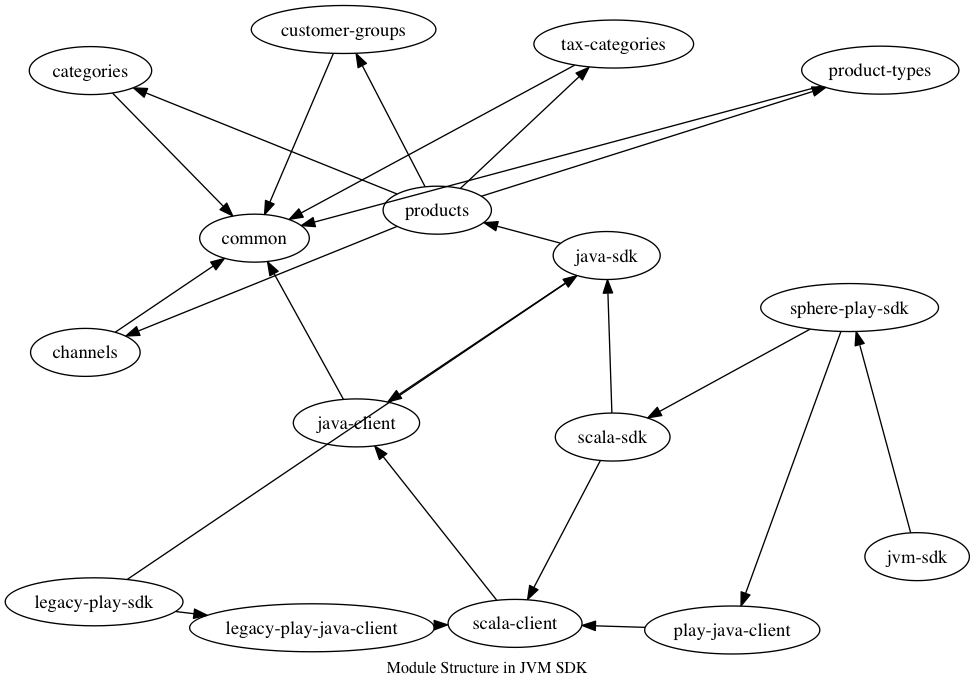 customer-groups
tax-categories
categories
product-types
products
common
java-sdk
sphere-play-sdk
channels
java-client
scala-sdk
jvm-sdk
legacy-play-sdk
legacy-play-java-client
scala-client
play-java-client
Module Structure in JVM SDK